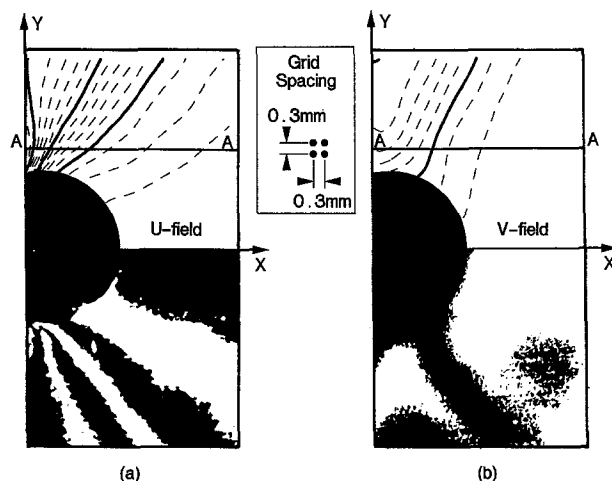 Y
A
A
U-field
X
(a)
Grid
Spacing
0.3mm
0.3mm
Y
A
A
V-field
X
(b)